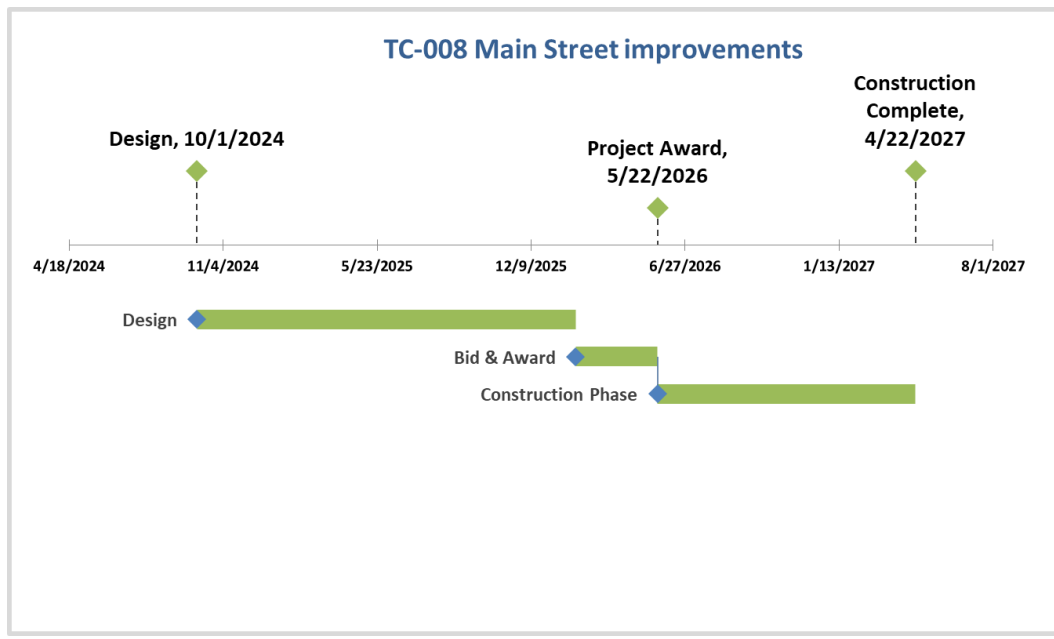 TC-008 Main Street improvements
Construction
Complete,
4/22/2027
Design, 10/1/2024
Project Award,
5/22/2026
4/18/2024 11/4/2024 5/23/2025 12/9/2025 6/27/2026 1/13/2027 8/1/2027
Design
Bid & Award
Construction Phase